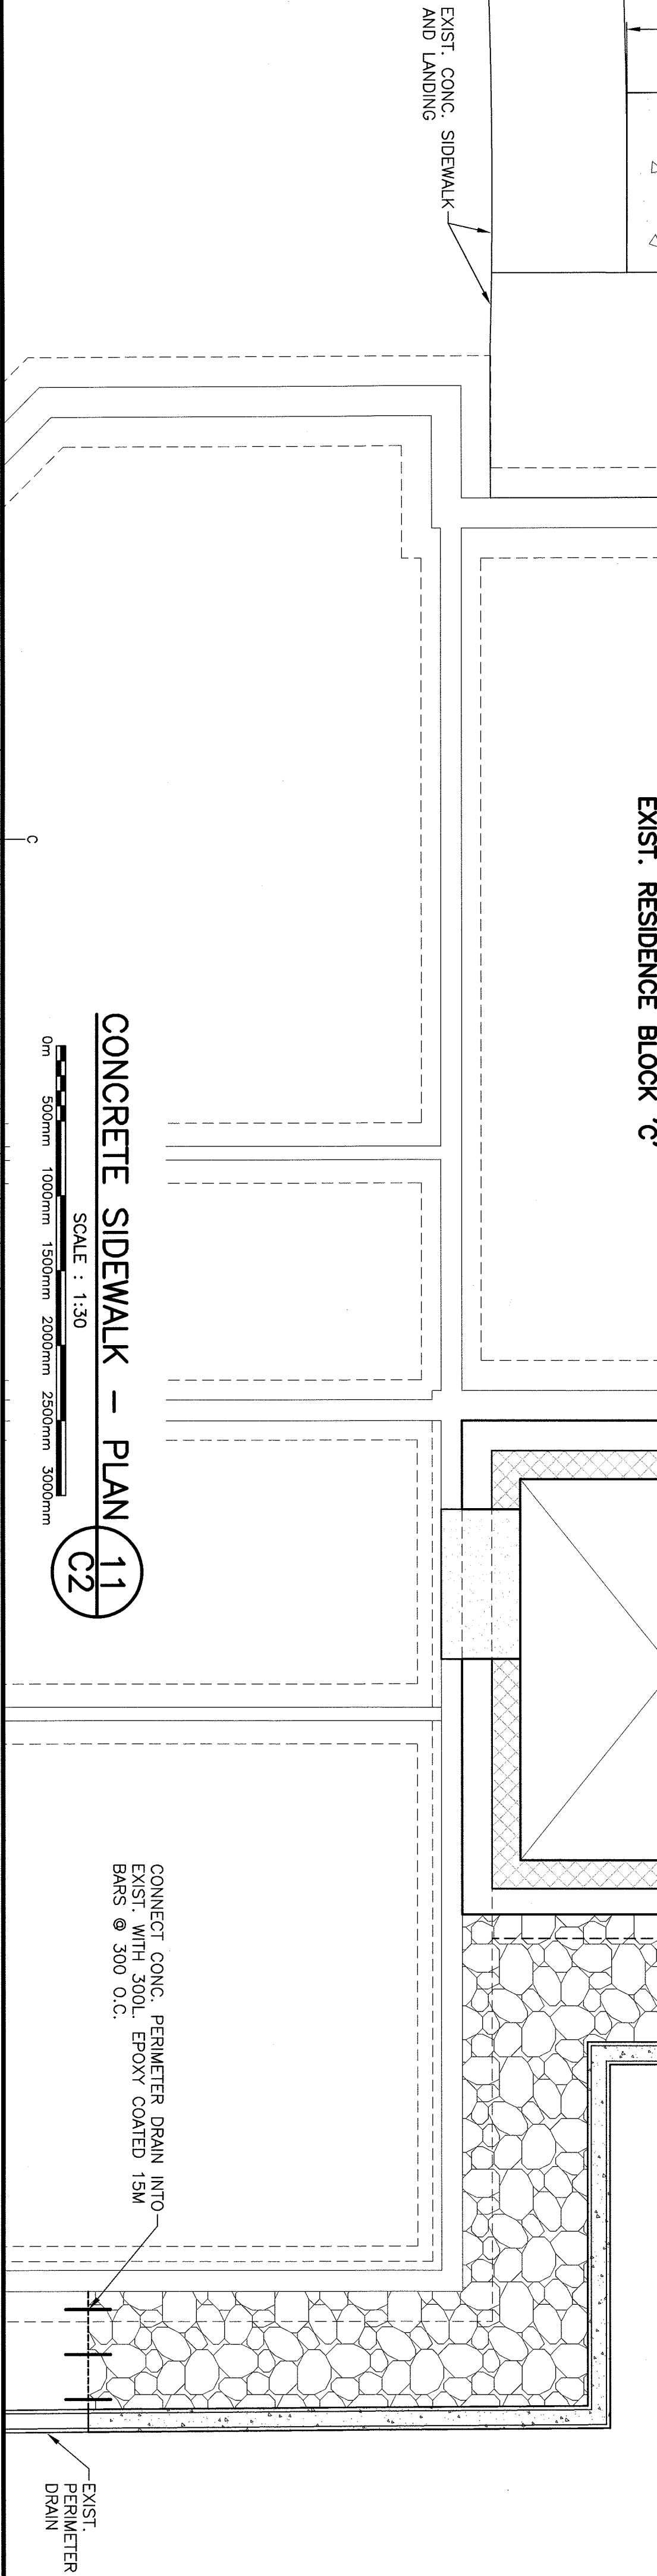 EXIST. CONC. SIDEWALK
AND LANDING
EXIST. RESIDENCE BLOCK 'C'
C
CONCRETE SIDEWALK – PLAN
11
C2
SCALE : 1:30
0m 500mm 1000mm 1500mm 2000mm 2500mm 3000mm
CONNECT CONC. PERIMETER DRAIN INTO
EXIST. WITH 300L. EPOXY COATED 15M
BARS @ 300 O.C.
EXIST.
PERIMETER
DRAIN